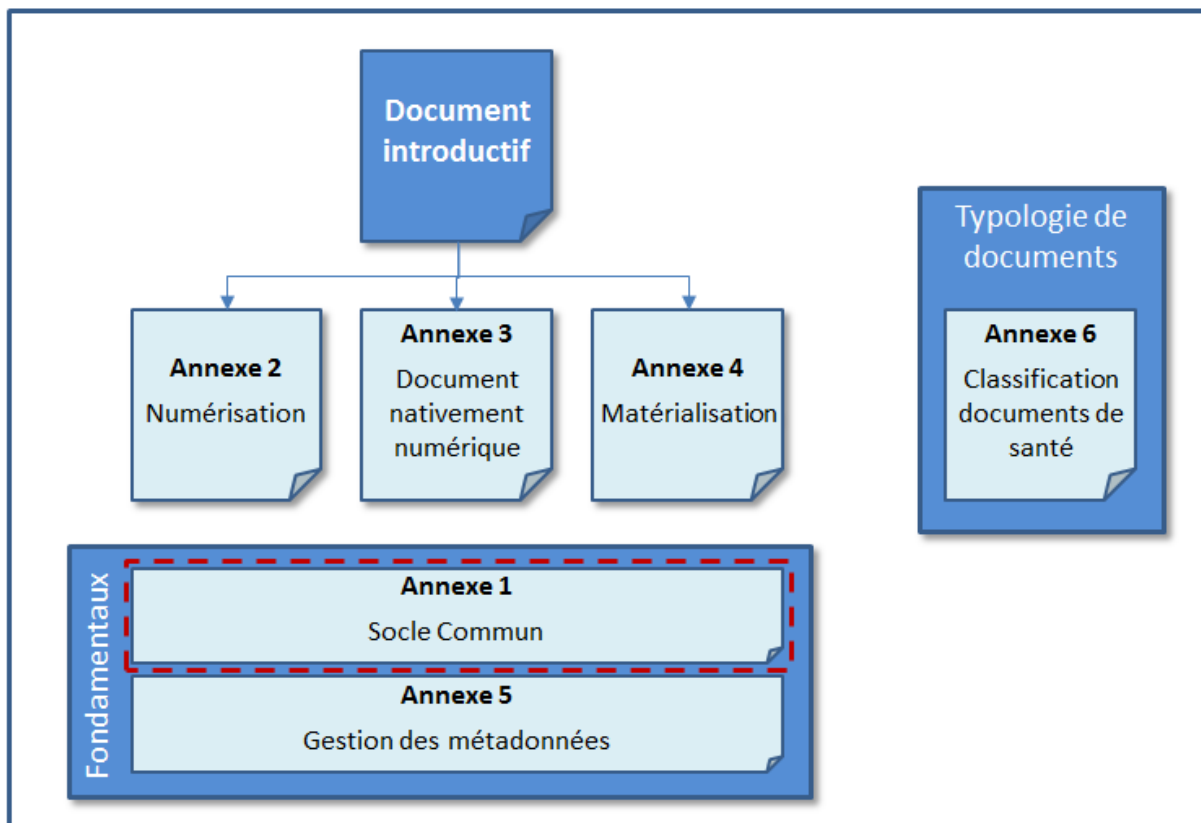 Document
introductif
Typologie de
documents
Annexe 2
Numérisation
Annexe 3
Document
nativement
numérique
Annexe 4
Matérialisation
Annexe 6
Classification
documents de
santé
Fondamentaux
Annexe 1
Socle Commun
Annexe 5
Gestion des métadonnées